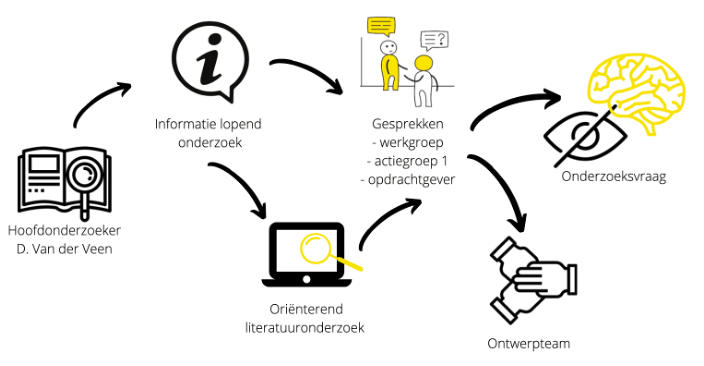 Hoofdonderzoeker
D. Van der Veen
Informatie lopend
onderzoek
Oriënterend
literatuuronderzoek
Gesprekken
- werkgroep
- actiegroep 1
- opdrachtgever
?
Onderzoeksvraag
Ontwerpteam